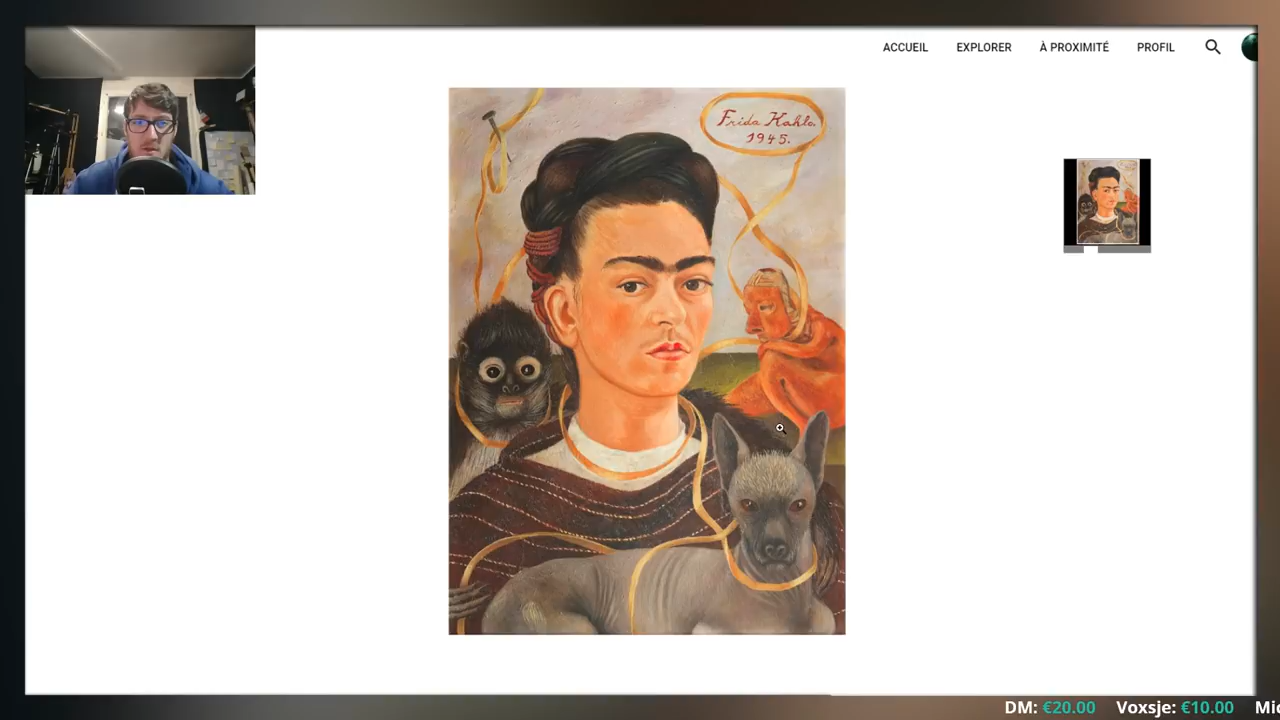 ACCUEIL EXPLORER À PROXIMITÉ PROFIL
Frida Kahlo.
1945.
DM: €20.00 Voxsje: €10.00